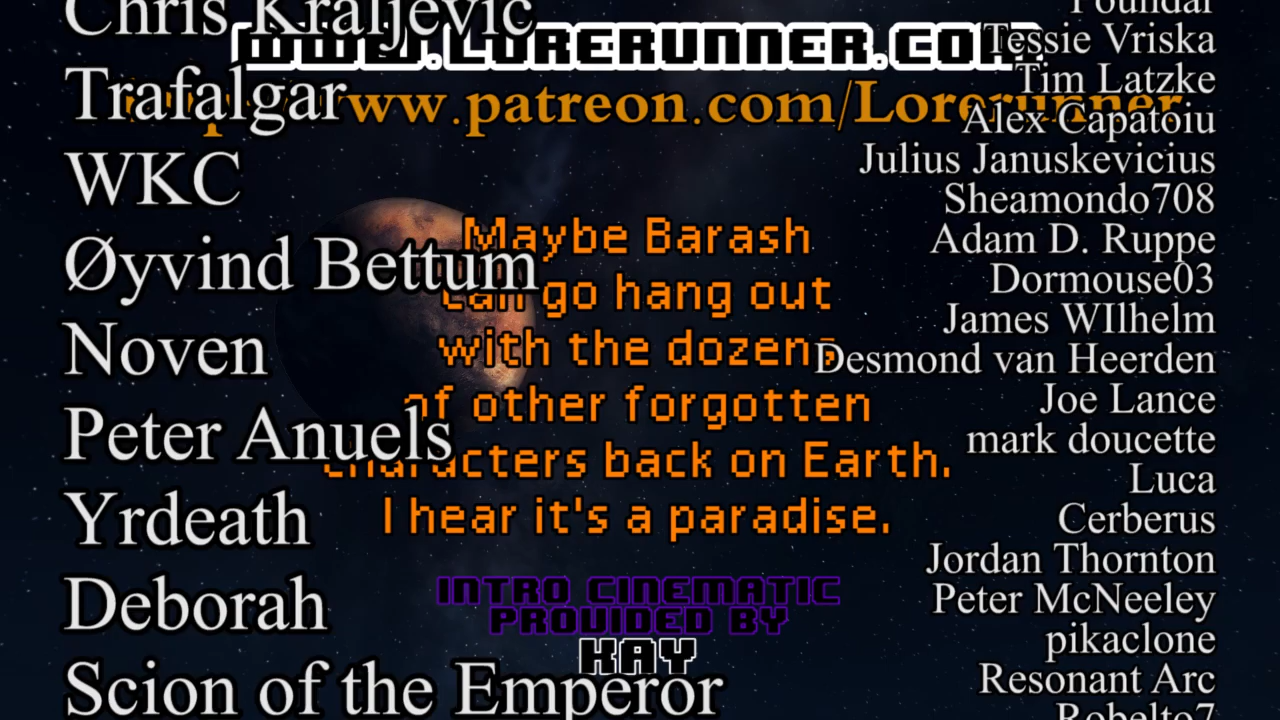 Chris Kraljevic
Trafalgar
WKC
Øyvind Bettum
Noven
Peter Anuels
Yrdeath
Deborah
Scion of the Emperor
www.LORERUNNER.CO
www.patreon.com/Lorerunner
Maybe Barash
can go hang out
with the dozens
of other forgotten
characters back on Earth.
I hear it's a paradise.
INTRO CINEMATIC
PROVIDED BY
KAY
Poundar
Tessie Vriska
Tim Latzke
Alex Capatoiu
Julius Januskevicius
Sheamondo708
Adam D. Ruppe
Dormouse03
James WIlhelm
Desmond van Heerden
Joe Lance
mark doucette
Luca
Cerberus
Jordan Thornton
Peter McNeeley
pikaclone
Resonant Arc
Robelto7